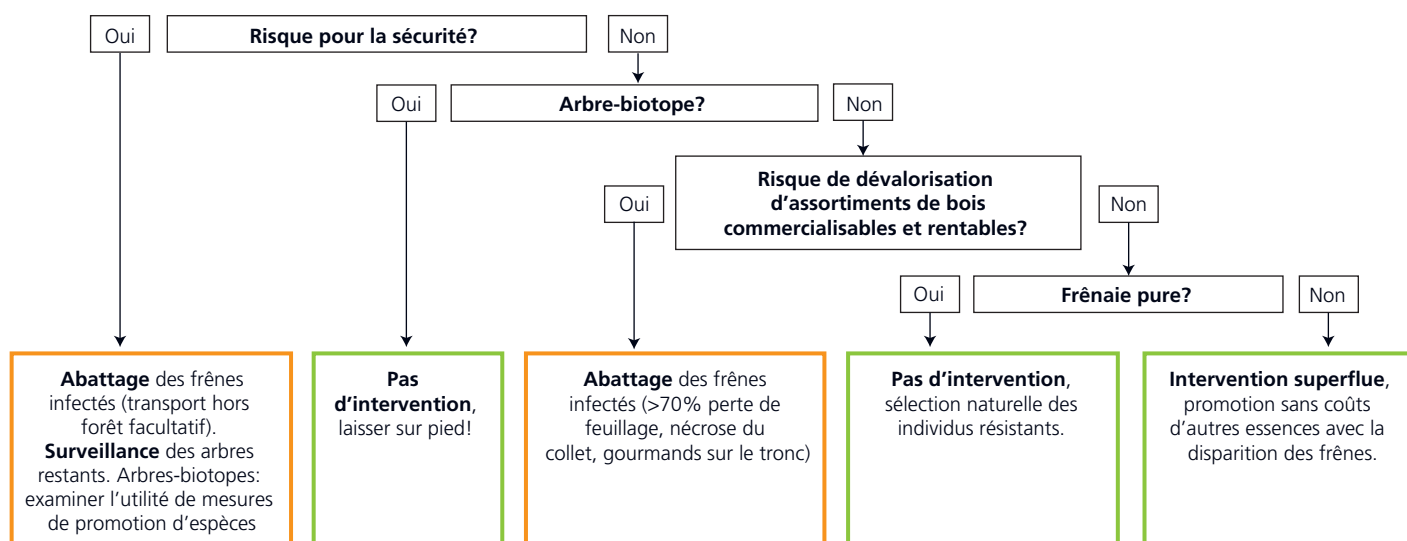 Oui
Risque pour la sécurité?
Non
Oui
Arbre-biotope?
Non
Oui
Risque de dévalorisation
d’assortiments de bois
commercialisables et rentables?
Non
Oui
Frênaie pure?
Non
Abattage des frênes
infectés (transport hors
forêt facultatif).
Surveillance des arbres
restants. Arbres-biotopes:
examiner l’utilité de mesures
de promotion d’espèces
Pas
d’intervention,
laisser sur pied!
Abattage des frênes
infectés (>70% perte de
feuillage, nécrose du
collet, gourmands sur le tronc)
Pas d’intervention,
sélection naturelle des
individus résistants.
Intervention superflue,
promotion sans coûts
d’autres essences avec la
disparition des frênes.